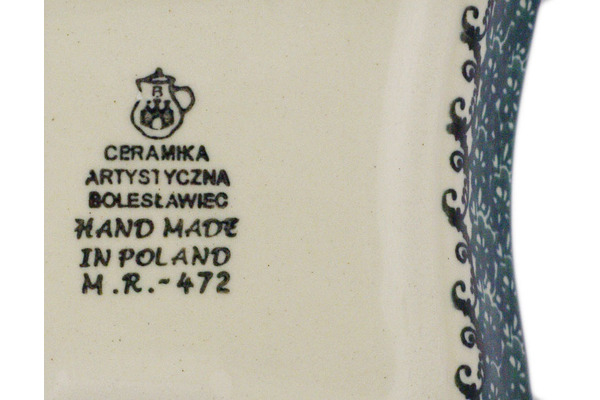 B
CERAMIKA
ARTYSTYCZNA
BOLESŁAWIEC
HAND MADE
IN POLAND
M.R.-472